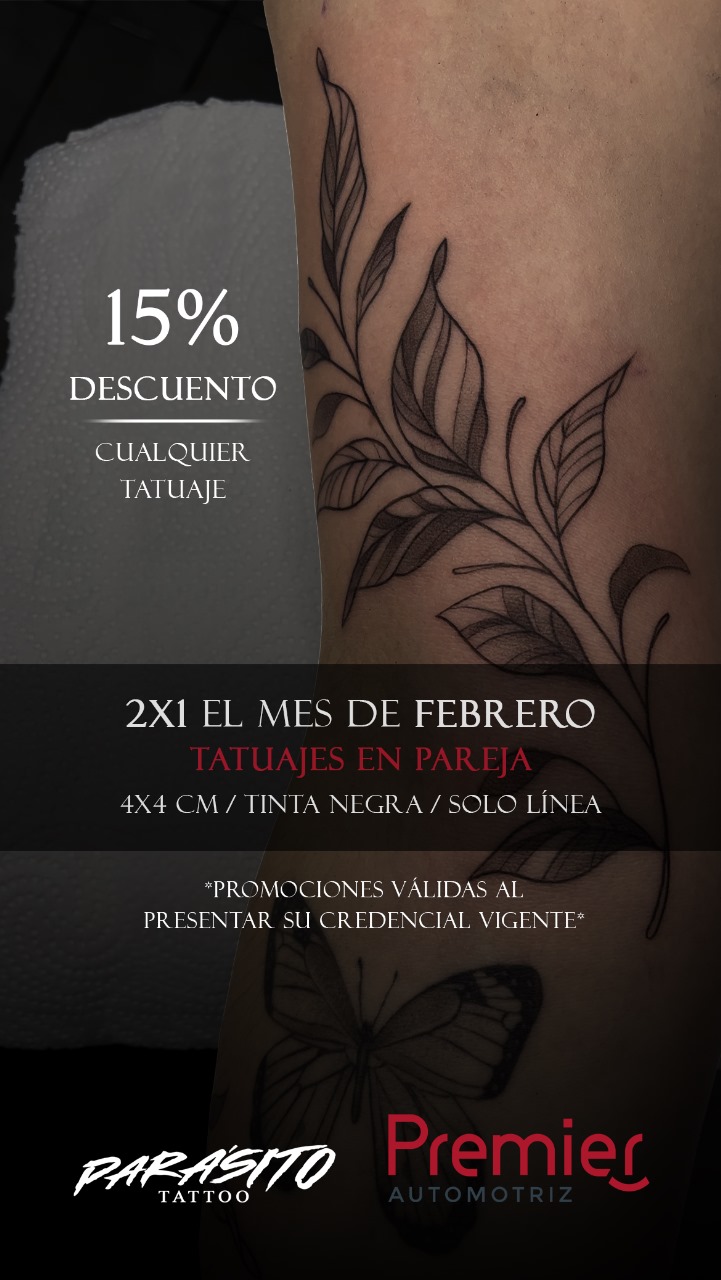 15%
DESCUENTO
CUALQUIER
TATUAJE
2X1 EL MES DE FEBRERO
TATUAJES EN PAREJA
4X4 CM / TINTA NEGRA / SOLO LÍNEA
*PROMOCIONES VÁLIDAS AL
PRESENTAR SU CREDENCIAL VIGENTE*
PARÁSITO
TATTOO
Premier
AUTOMOTRIZ